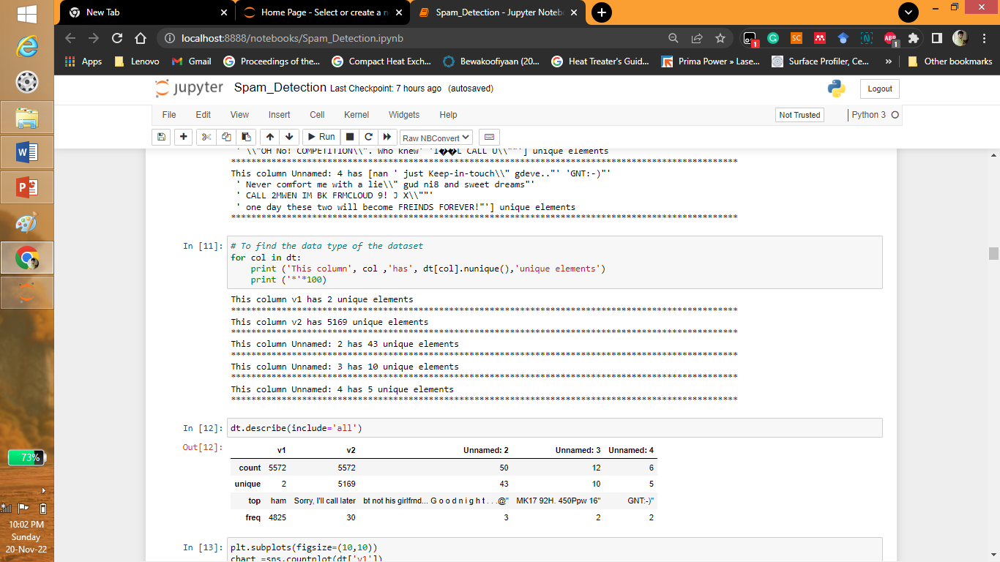 New Tab
Home Page - Select or create a n
Spam_Detection - Jupyter Noteb
localhost:8888/notebooks/Spam_Detection.ipynb
Apps
Lenovo
Gmail
Proceedings of the...
Compact Heat Exch...
Bewakoofiyaan (20...
Heat Treater's Guid...
Prima Power » Lase...
Surface Profiler, Ce...
»
Other bookmarks
jupyter Spam_Detection Last Checkpoint: 7 hours ago (autosaved)
Logout
File Edit View Insert Cell Kernel Widgets Help
Not Trusted
Python 3
Run
Raw NBConvert
' \\"OH No! COMPETITION\\". Who knew' 'I��L CALL U\\""'] unique elements
****************************************************************************************************
This column Unnamed: 4 has [nan ' just Keep-in-touch\\" gdeve.."' 'GNT:-)"'
' Never comfort me with a lie\\" gud ni8 and sweet dreams"'
' CALL 2MWEN IM BK FRMCLOUD 9! J X\\""'
' one day these two will become FREINDS FOREVER!"'] unique elements
****************************************************************************************************
In [11]:
# To find the data type of the dataset
for col in dt:
print ('This column', col ,'has', dt[col].nunique(),'unique elements')
print ('*'*100)
This column v1 has 2 unique elements
****************************************************************************************************
This column v2 has 5169 unique elements
****************************************************************************************************
This column Unnamed: 2 has 43 unique elements
****************************************************************************************************
This column Unnamed: 3 has 10 unique elements
****************************************************************************************************
This column Unnamed: 4 has 5 unique elements
****************************************************************************************************
In [12]: dt.describe(include='all')
Out[12]:
v1 v2 Unnamed: 2 Unnamed: 3 Unnamed: 4
count 5572 5572 50 12 6
unique 2 5169 43 10 5
top ham Sorry, I'll call later bt not his girlfrnd... G o o d n i g h t . . .@" MK17 92H. 450Ppw 16" GNT:-)"
freq 4825 30 3 2 2
In [13]: plt.subplots(figsize=(10,10))
chart =sns.countplot(dt['v1'])
73%
10:02 PM
Sunday
20-Nov-22